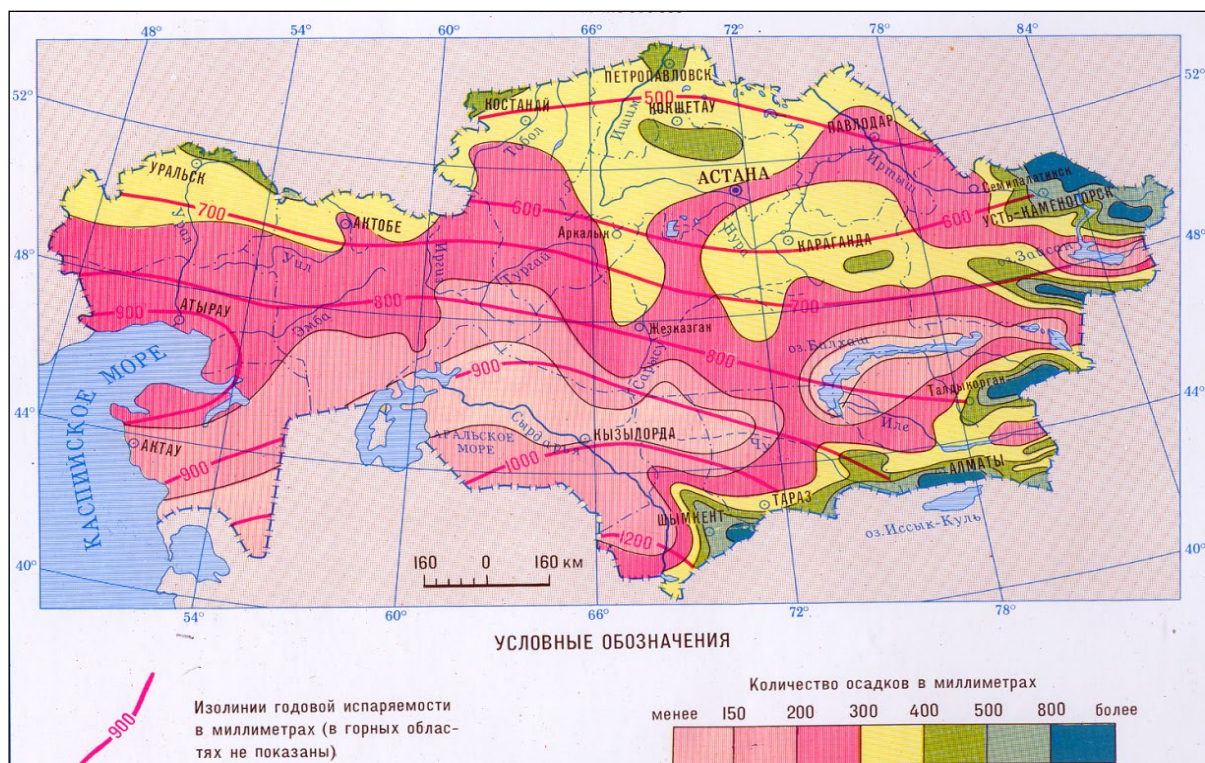 48°
54°
60°
66°
72°
78°
84°
52°
48°
44°
40°
52°
48°
44°
40°
54°
60°
66°
72°
78°
ПЕТРОПАВЛОВСК
КОСТАНАЙ
500
КОКШЕТАУ
ПАВЛОДАР
Тобол
Ишим
Иртыш
УРАЛЬСК
АСТАНА
Семипалатинск
УСТЬ-КАМЕНОГОРСК
700
АКТОБЕ
600
Аркалык
600
Урал
Уил
Иргиз
Тургай
Нура
КАРАГАНДА
оз. Зайсан
900
АТЫРАУ
Эмба
800
Жезказган
700
800
оз. Балхаш
КАСПИЙСКОЕ МОРЕ
900
Сарысу
Талдыкорган
Иле
АКТАУ
900
Сырдарья
АРАЛЬСКОЕ
МОРЕ
КЫЗЫЛОРДА
1000
Чу
АЛМАТЫ
ТАРАЗ
ШЫМКЕНТ
1200
оз. Иссык-Куль
160 0 160 км
УСЛОВНЫЕ ОБОЗНАЧЕНИЯ
900
Изолинии годовой испаряемости
в миллиметрах (в горных облас-
тях не показаны)
Количество осадков в миллиметрах
менее 150 200 300 400 500 800 более